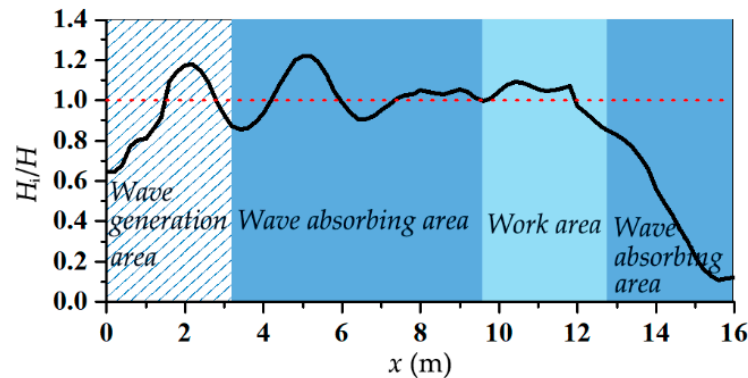 1.4
1.2
1.0
0.8
0.6
0.4
0.2
0.0
Hi/H
Wave
generation
area
Wave absorbing area
Work area
Wave
absorbing
area
0 2 4 6 8 10 12 14 16
x (m)